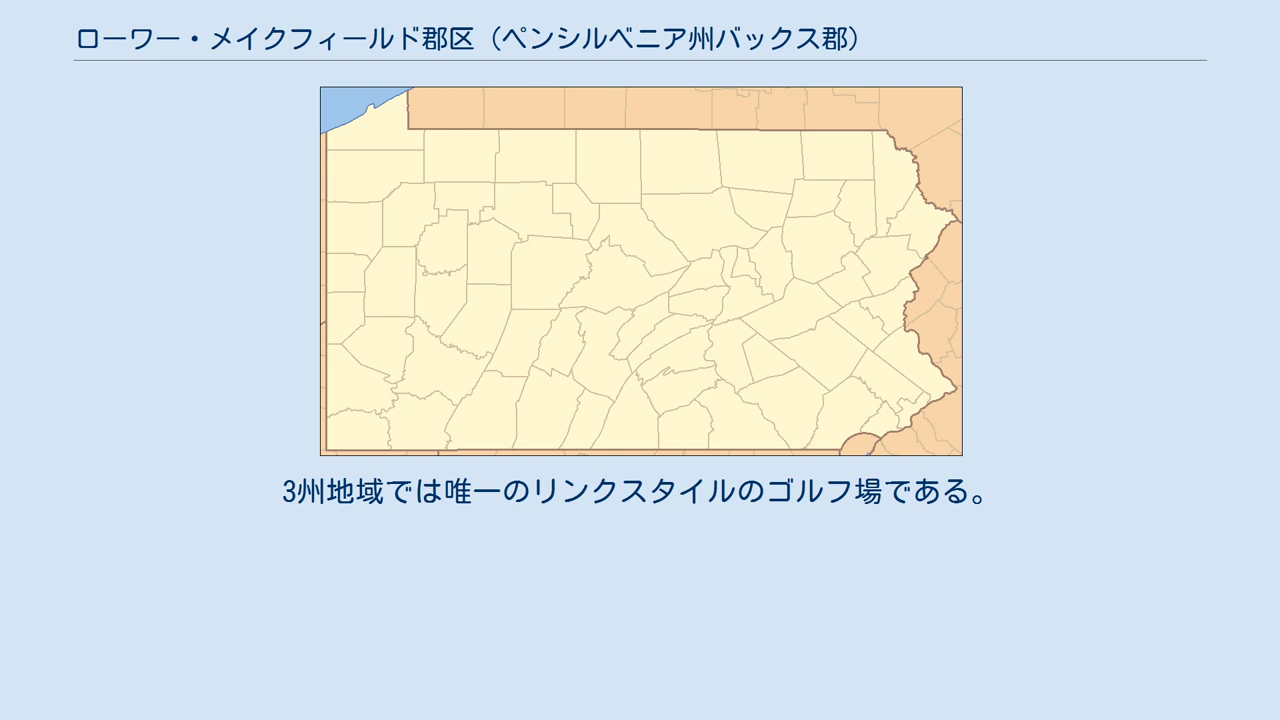 ローワー・メイクフィールド郡区（ペンシルベニア州バックス郡）
3州地域では唯一のリンクスタイルのゴルフ場である。